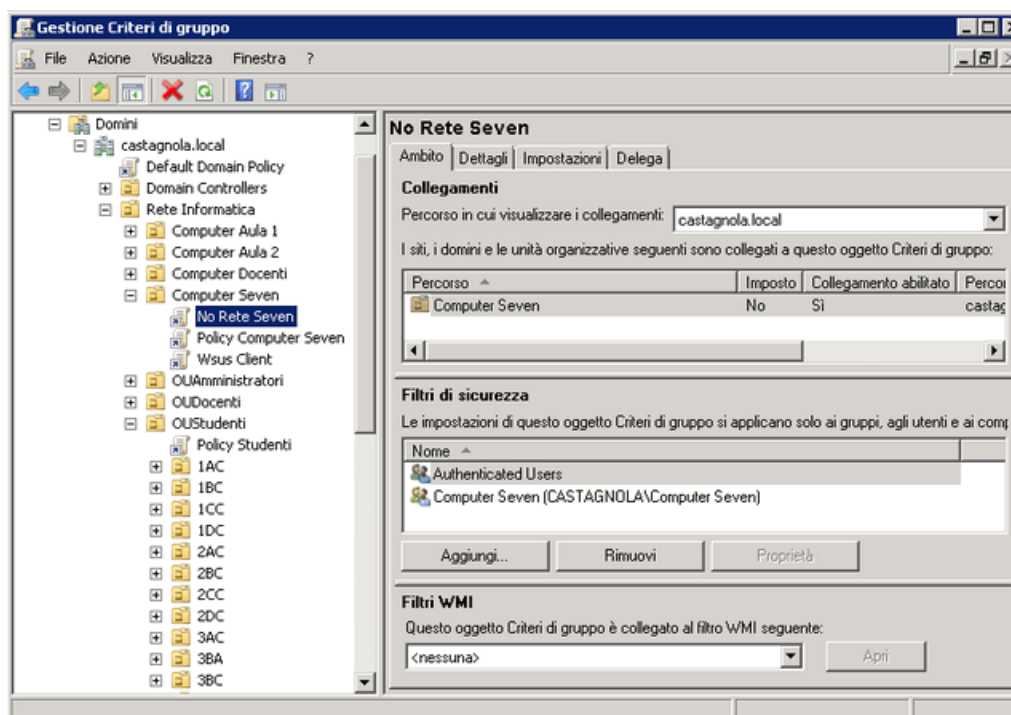 Gestione Criteri di gruppo
File Azione Visualizza Finestra ?
Domini
castagnola.local
Default Domain Policy
Domain Controllers
Rete Informatica
Computer Aula 1
Computer Aula 2
Computer Docenti
Computer Seven
No Rete Seven
Policy Computer Seven
Wsus Client
OUAmministratori
OUDocenti
OUStudenti
Policy Studenti
1AC
1BC
1CC
1DC
2AC
2BC
2CC
2DC
3AC
3BA
3BC
No Rete Seven
Ambito Dettagli Impostazioni Delega
Collegamenti
Percorso in cui visualizzare i collegamenti: castagnola.local
I siti, i domini e le unità organizzative seguenti sono collegati a questo oggetto Criteri di gruppo:
Percorso Imposto Collegamento abilitato Percor
Computer Seven No Sì castag
Filtri di sicurezza
Le impostazioni di questo oggetto Criteri di gruppo si applicano solo ai gruppi, agli utenti e ai comp
Nome
Authenticated Users
Computer Seven (CASTAGNOLA\Computer Seven)
Aggiungi... Rimuovi Proprietà
Filtri WMI
Questo oggetto Criteri di gruppo è collegato al filtro WMI seguente:
<nessuna> Apri